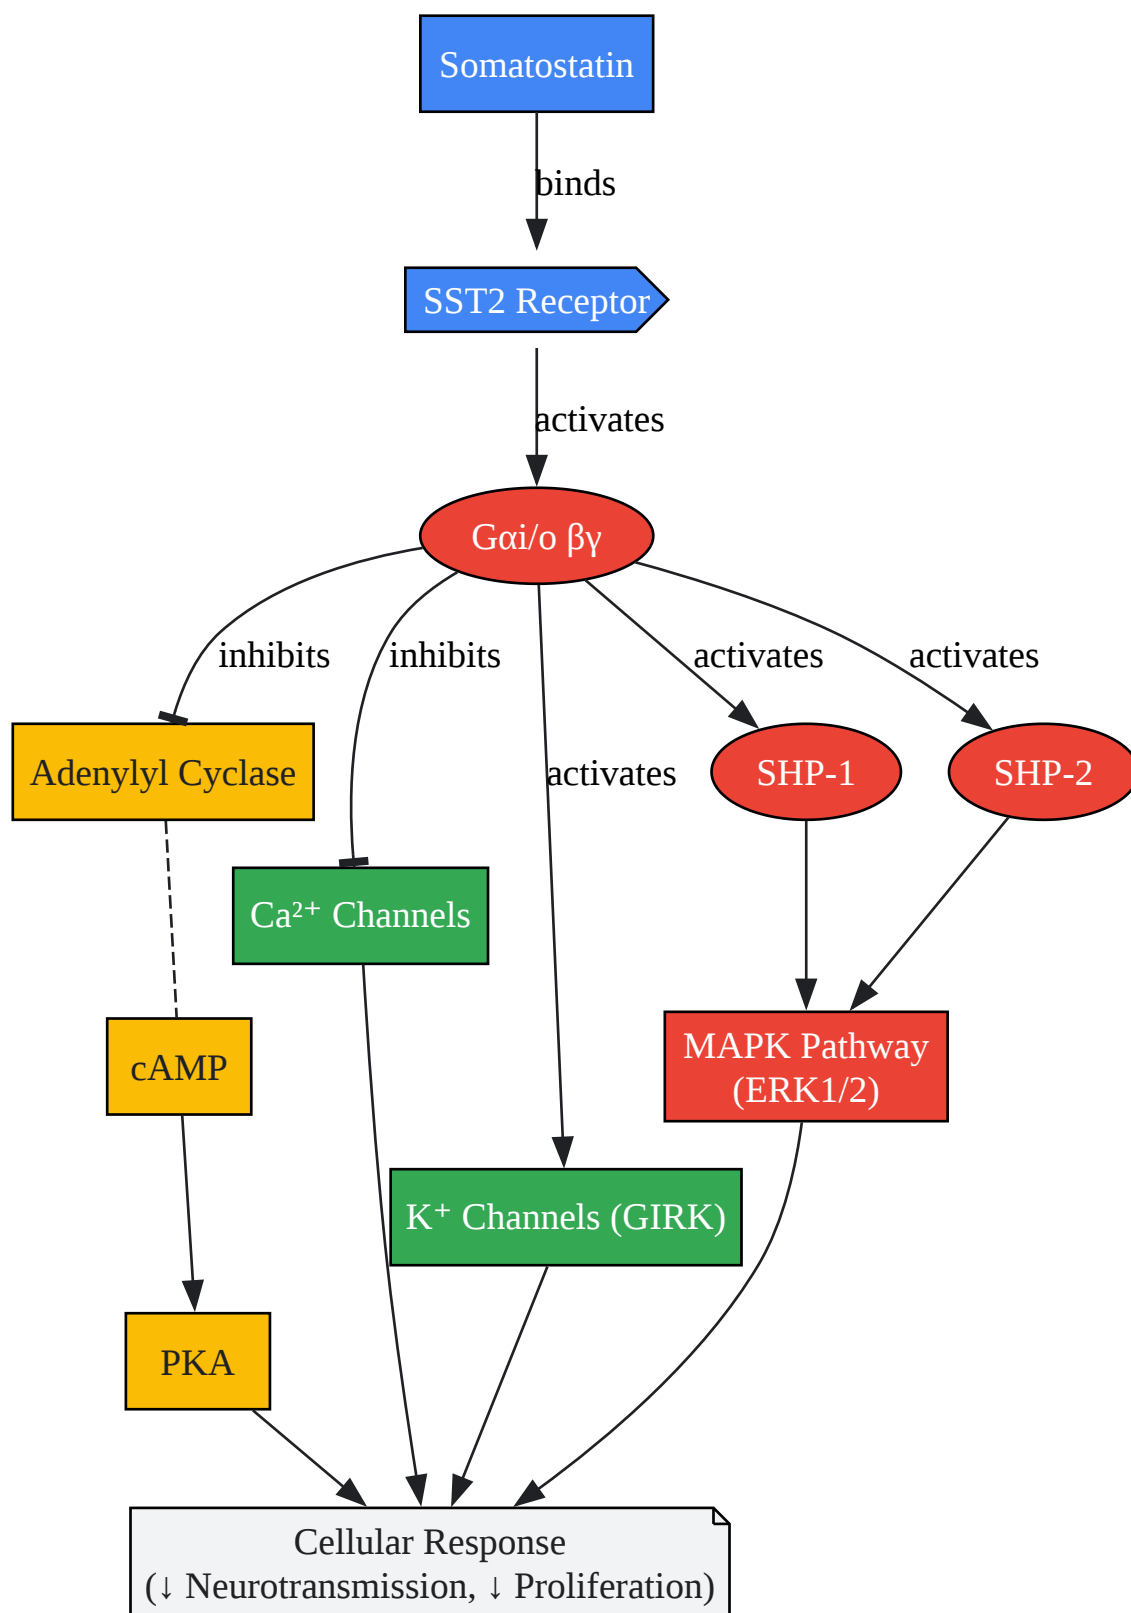 Somatostatin
binds
SST2 Receptor
activates
Gαi/o βγ
inhibits
inhibits
activates
activates
Adenylyl Cyclase
activates
SHP-1
SHP-2
Ca²⁺ Channels
cAMP
MAPK Pathway
(ERK1/2)
K⁺ Channels (GIRK)
PKA
Cellular Response
(↓ Neurotransmission, ↓ Proliferation)